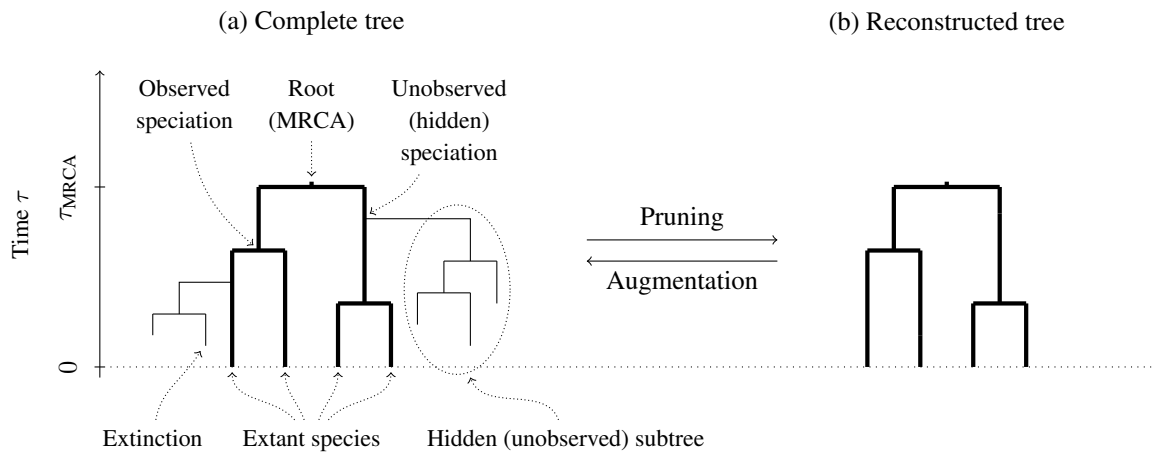 (a) Complete tree
(b) Reconstructed tree
Observed
speciation
Root
(MRCA)
Unobserved
(hidden)
speciation
Time τ
τMRCA
0
Pruning
Augmentation
Extinction
Extant species
Hidden (unobserved) subtree